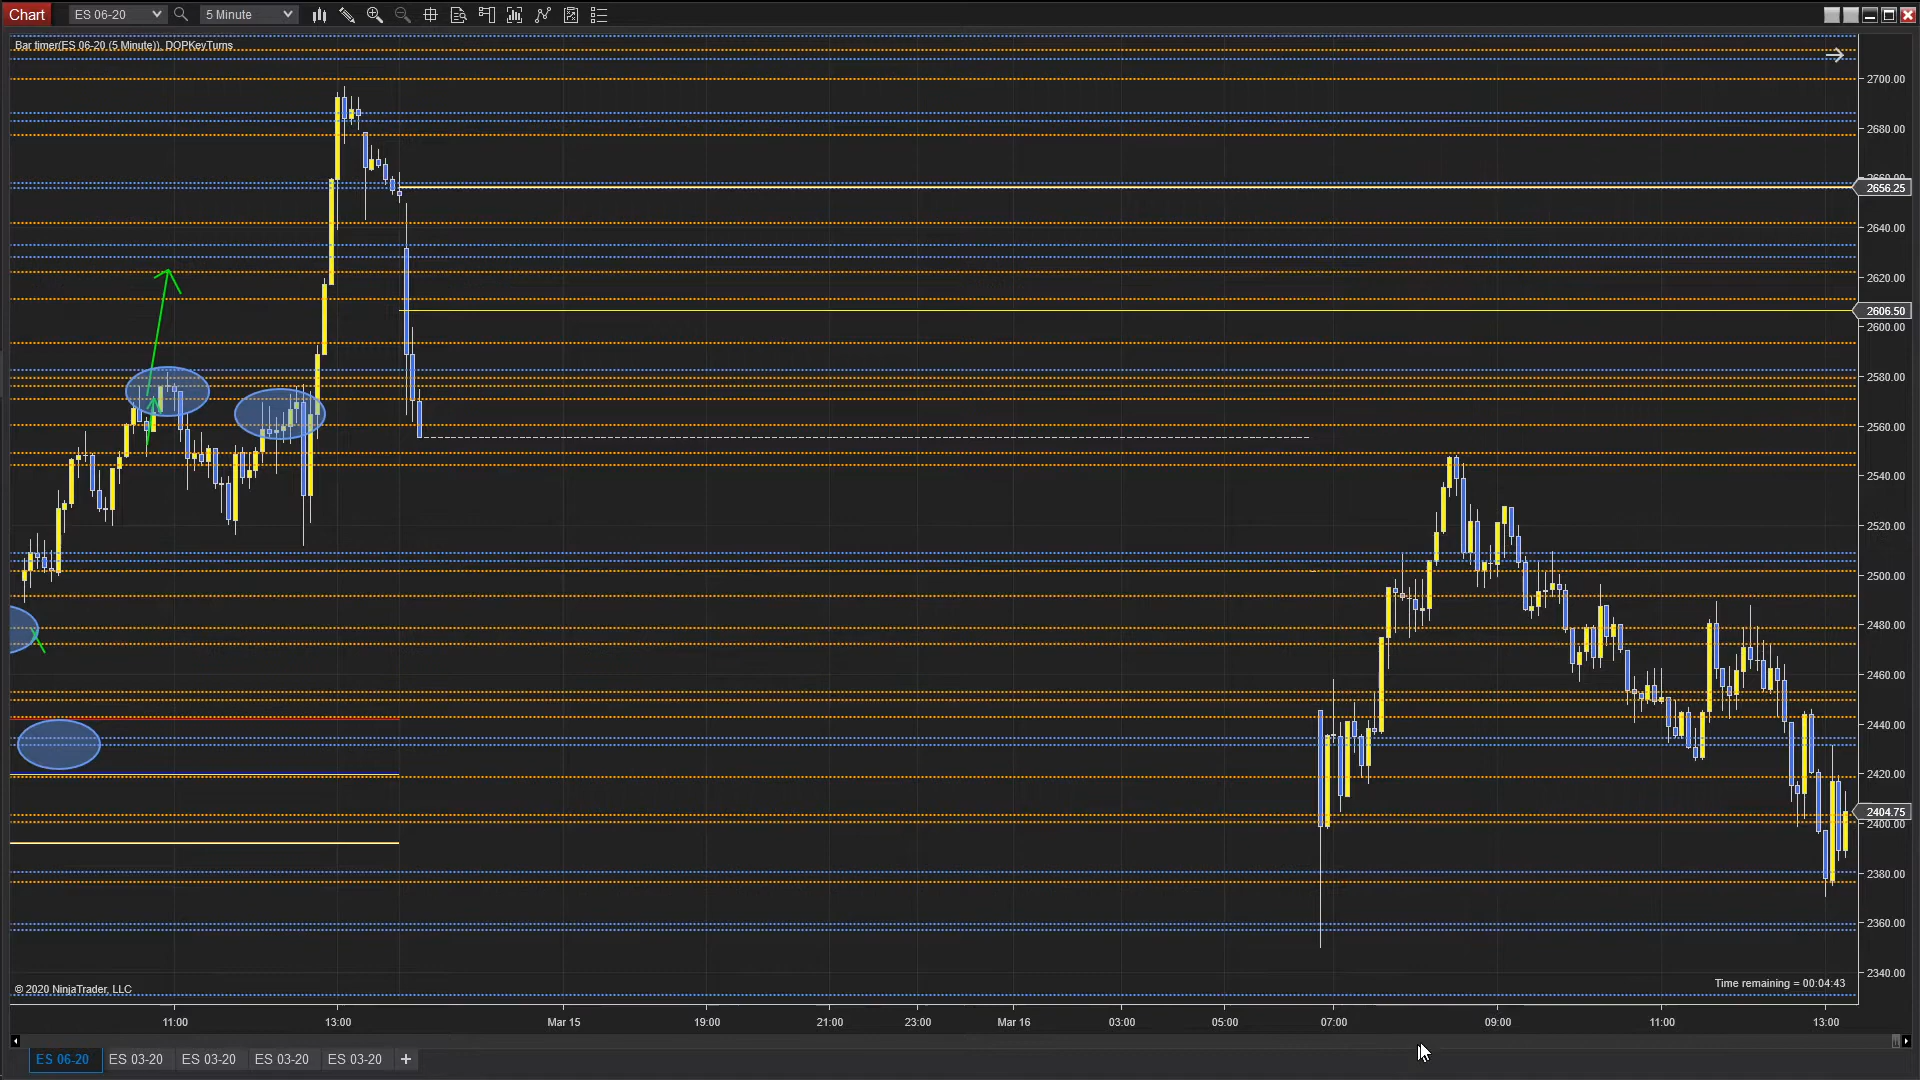 Chart
ES 06-20
5 Minute
Bar timer(ES 06-20 (5 Minute)), DOPKeyTurns
2700.00
2680.00
2656.25
2640.00
2620.00
2606.50
2600.00
2580.00
2560.00
2540.00
2520.00
2500.00
2480.00
2460.00
2440.00
2420.00
2404.75
2400.00
2380.00
2360.00
2340.00
Time remaining = 00:04:43
© 2020 NinjaTrader, LLC
11:00 13:00 Mar 15 19:00 21:00 23:00 Mar 16 03:00 05:00 07:00 09:00 11:00 13:00
ES 06-20 ES 03-20 ES 03-20 ES 03-20 ES 03-20 +